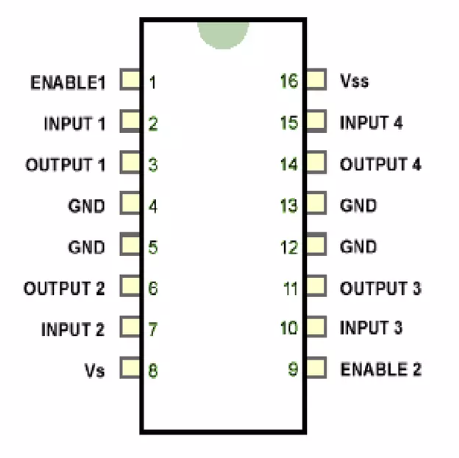 ENABLE1 1 16 Vss
INPUT 1 2 15 INPUT 4
OUTPUT 1 3 14 OUTPUT 4
GND 4 13 GND
GND 5 12 GND
OUTPUT 2 6 11 OUTPUT 3
INPUT 2 7 10 INPUT 3
Vs 8 9 ENABLE 2